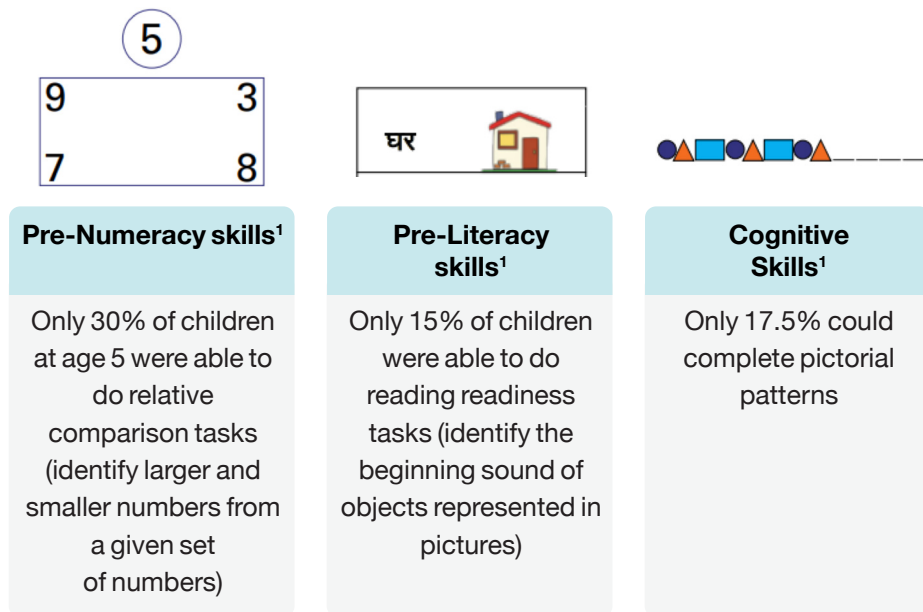 5
9 3
7 8
घर
Pre-Numeracy skills¹
Only 30% of children
at age 5 were able to
do relative
comparison tasks
(identify larger and
smaller numbers from
a given set
of numbers)
Pre-Literacy
skills¹
Only 15% of children
were able to do
reading readiness
tasks (identify the
beginning sound of
objects represented in
pictures)
Cognitive
Skills¹
Only 17.5% could
complete pictorial
patterns